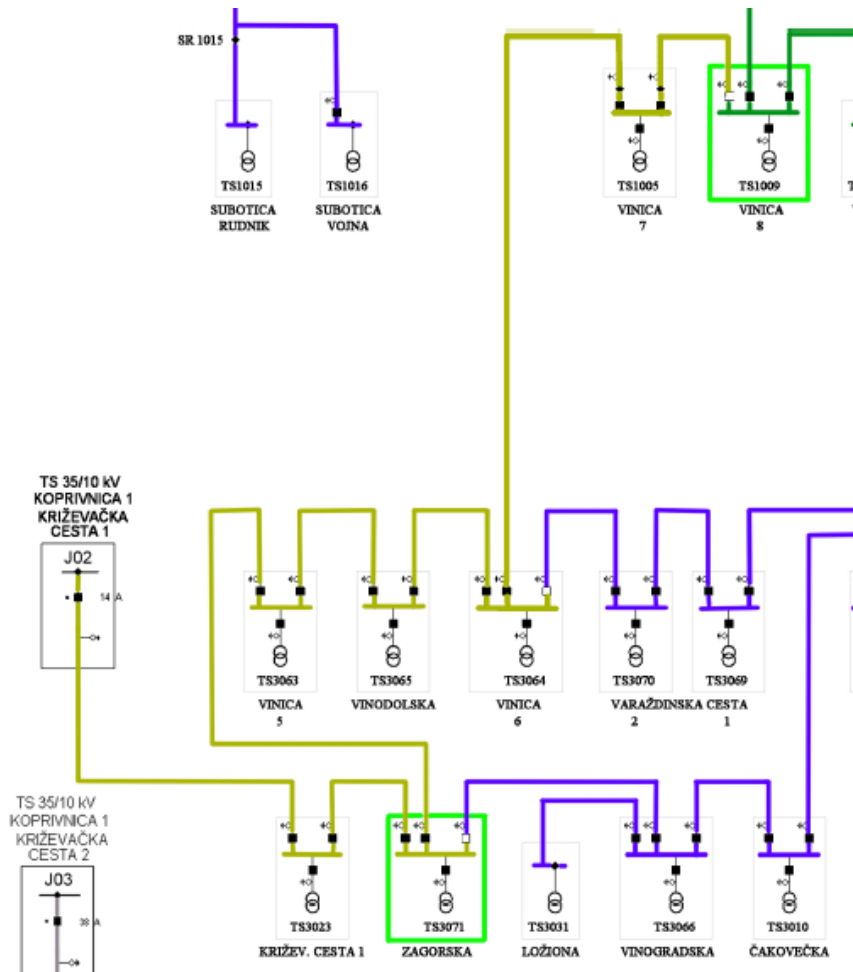 SR 1015
TS1015
SUBOTICA
RUDNIK
TS1016
SUBOTICA
VOJNA
TS1005
VINICA
7
TS1009
VINICA
8
TS 35/10 kV
KOPRIVNICA 1
KRIŽEVAČKA
CESTA 1
J02
14 A
TS3063
VINICA
5
TS3065
VINODOLSKA
TS3064
VINICA
6
TS3070
TS3069
VARAŽDINSKA CESTA
2 1
TS 35/10 kV
KOPRIVNICA 1
KRIŽEVAČKA
CESTA 2
J03
38 A
TS3023
KRIŽEV. CESTA 1
TS3071
ZAGORSKA
TS3031
LOŽIONA
TS3066
VINOGRADSKA
TS3010
ČAKOVEČKA